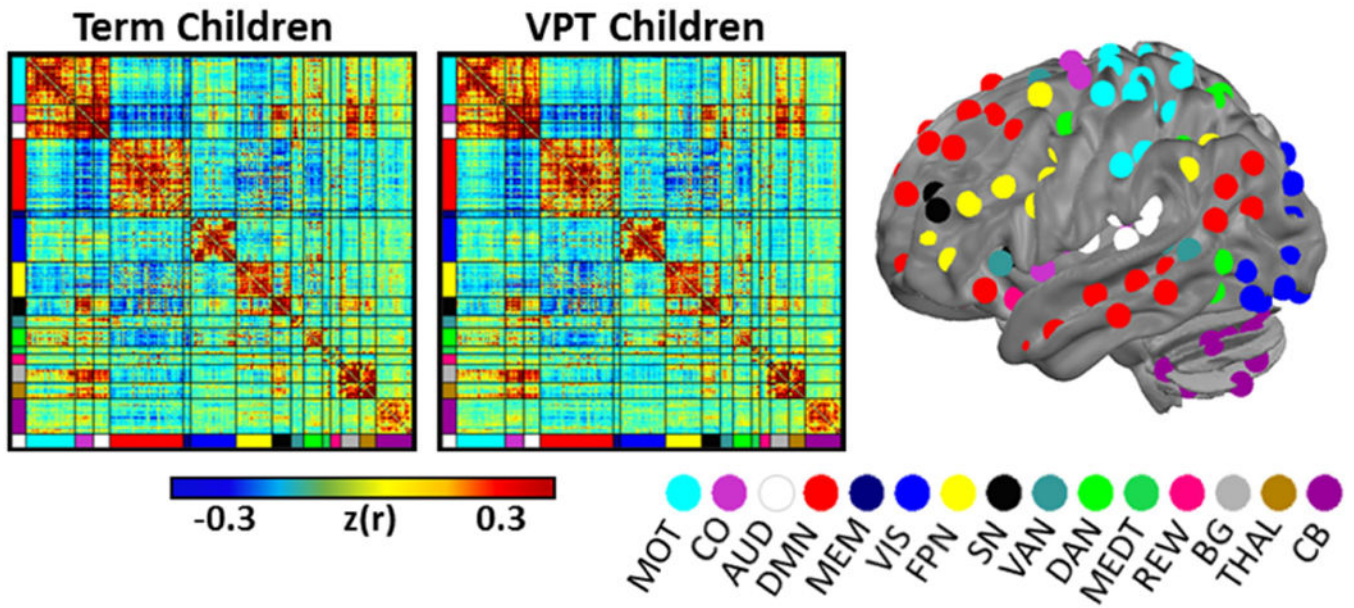 Term Children
VPT Children
-0.3 z(r) 0.3
MOT
CO
AUD
DMN
MEM
VIS
FPN
SN
VAN
DAN
MEDT
REW
BG
THAL
CB